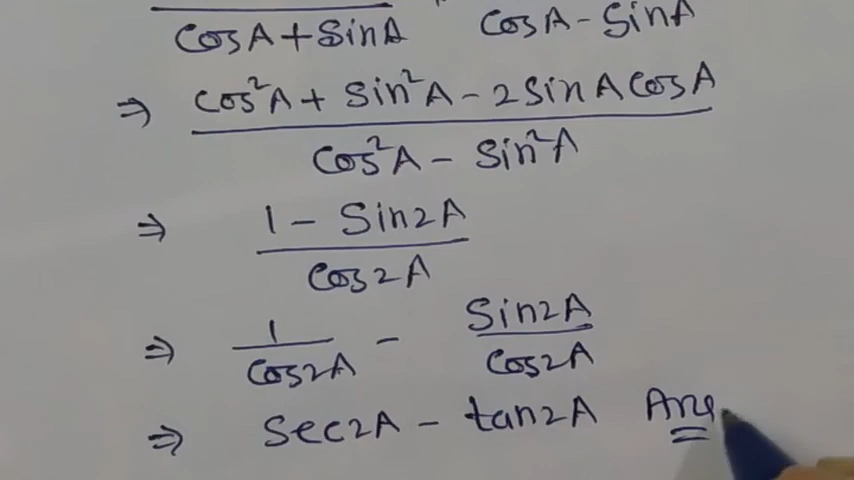 cosA + sinA   cosA - sinA
⇒ cos²A + sin²A - 2 sinA cosA
cos²A - sin²A
⇒ 1 - Sin2A
cos2A
⇒ 1/cos2A - Sin2A/cos2A
⇒ Sec2A - tan2A Ans